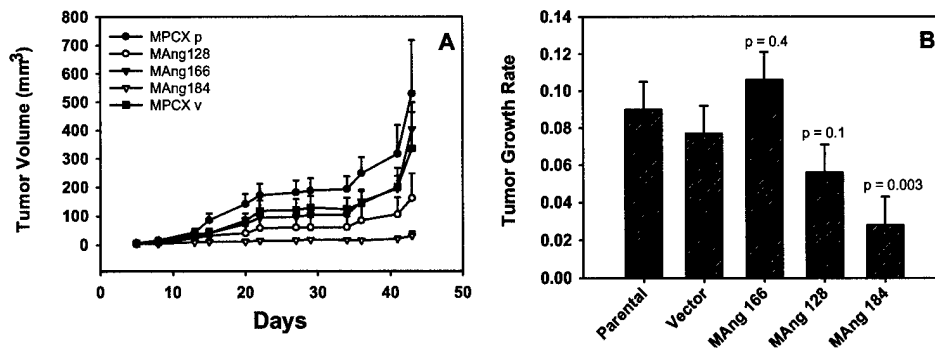 A
MPCX p
MAng128
MAng166
MAng184
MPCX v
Tumor Volume (mm³)
800
700
600
500
400
300
200
100
0
0 10 20 30 40 50
Days
B
Tumor Growth Rate
0.14
0.12
0.10
0.08
0.06
0.04
0.02
0.00
p = 0.4
p = 0.1
p = 0.003
Parental
Vector
MAng 166
MAng 128
MAng 184